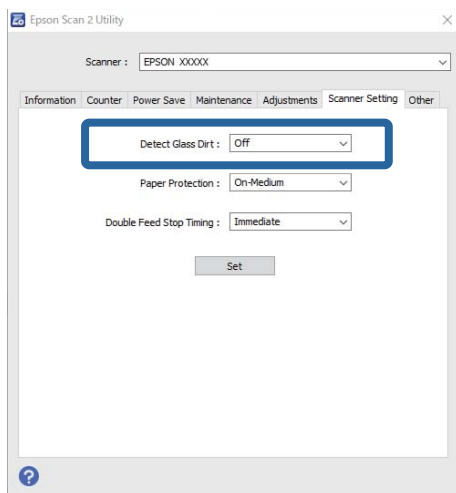 Epson Scan 2 Utility
Scanner : EPSON XXXXX
Information Counter Power Save Maintenance Adjustments Scanner Setting Other
Detect Glass Dirt : Off
Paper Protection : On-Medium
Double Feed Stop Timing : Immediate
Set
?